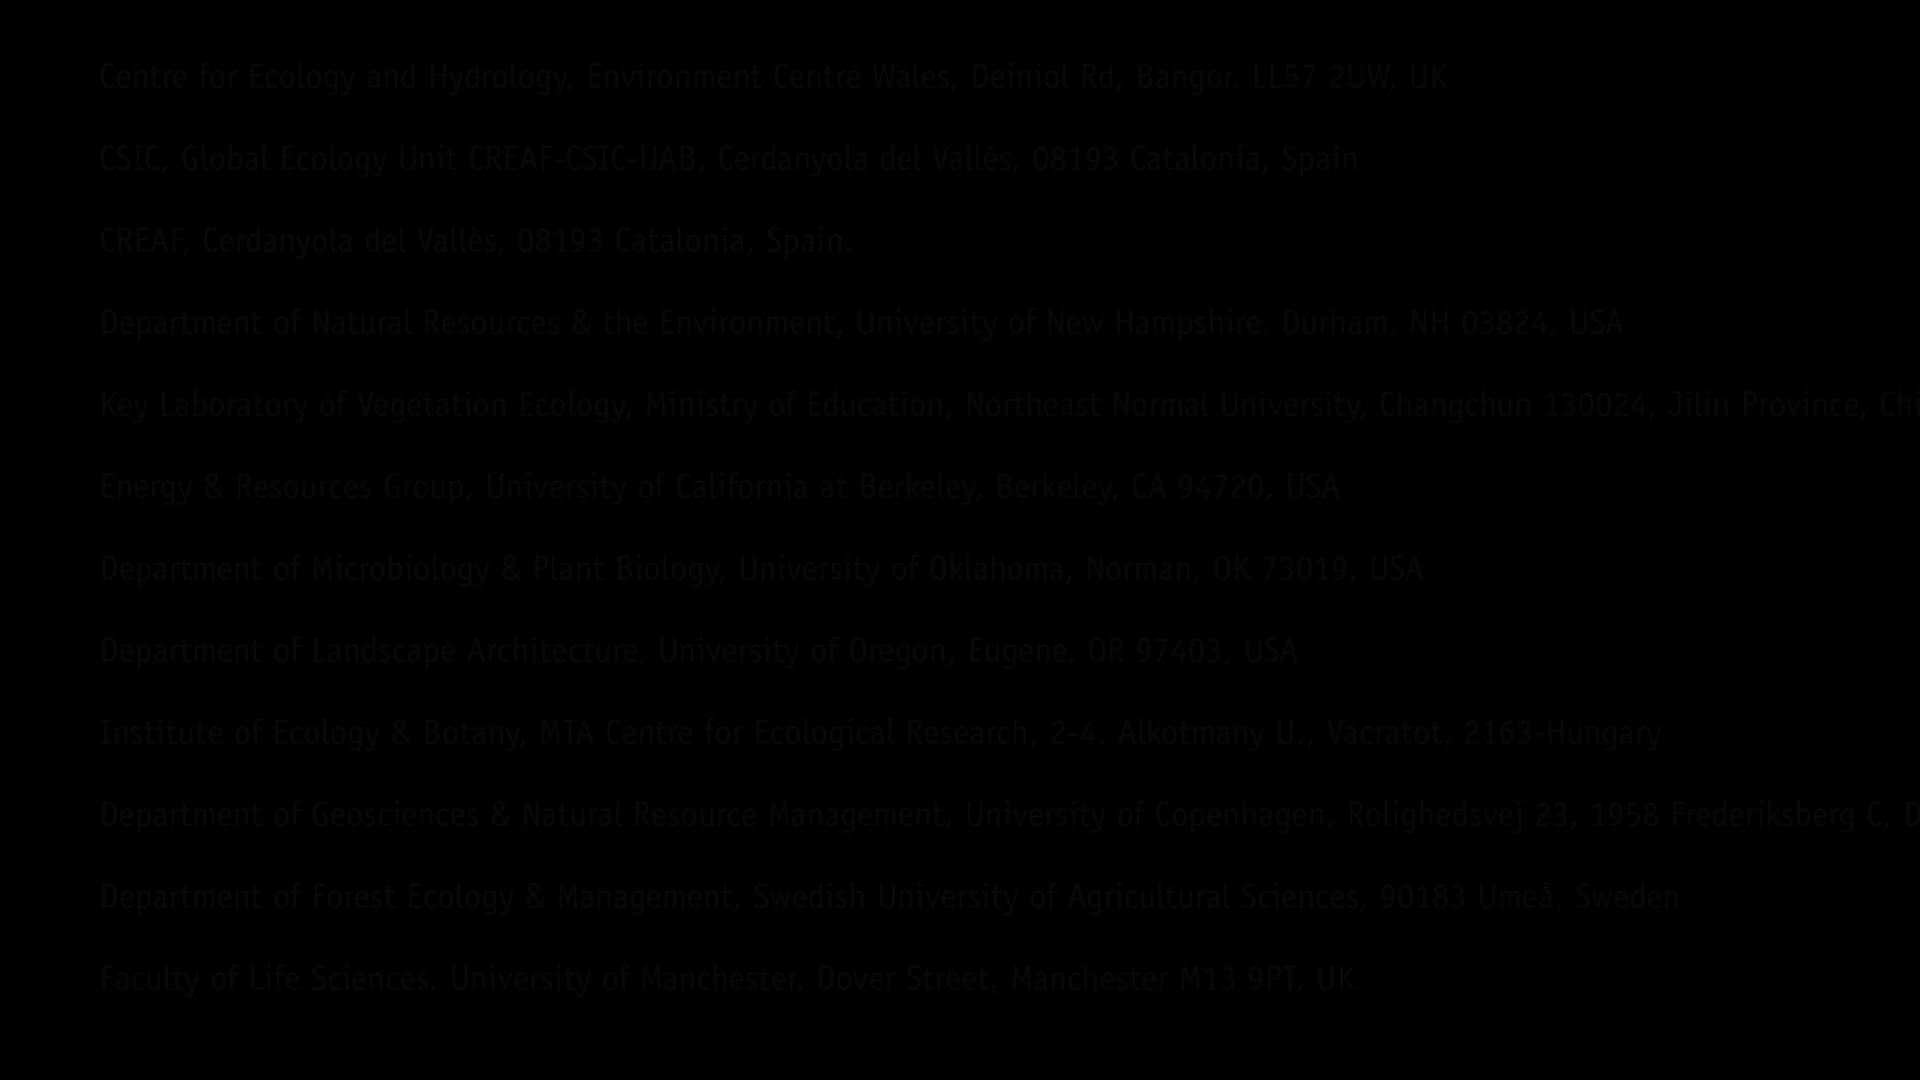 Centre for Ecology and Hydrology, Environment Centre Wales, Deiniol Rd, Bangor. LL57 2UW, UK
CSIC, Global Ecology Unit CREAF-CSIC-UAB, Cerdanyola del Vallès, 08193 Catalonia, Spain
CREAF, Cerdanyola del Vallès, 08193 Catalonia, Spain.
Department of Natural Resources & the Environment, University of New Hampshire, Durham, NH 03824, USA
Key Laboratory of Vegetation Ecology, Ministry of Education, Northeast Normal University, Changchun 130024, Jilin Province, Chi
Energy & Resources Group, University of California at Berkeley, Berkeley, CA 94720, USA
Department of Microbiology & Plant Biology, University of Oklahoma, Norman, OK 73019, USA
Department of Landscape Architecture, University of Oregon, Eugene, OR 97403, USA
Institute of Ecology & Botany, MTA Centre for Ecological Research, 2-4. Alkotmany U., Vacratot, 2163-Hungary
Department of Geosciences & Natural Resource Management, University of Copenhagen, Rolighedsvej 23, 1958 Frederiksberg C, D
Department of Forest Ecology & Management, Swedish University of Agricultural Sciences, 90183 Umeå, Sweden
Faculty of Life Sciences, University of Manchester, Dover Street, Manchester M13 9PT, UK